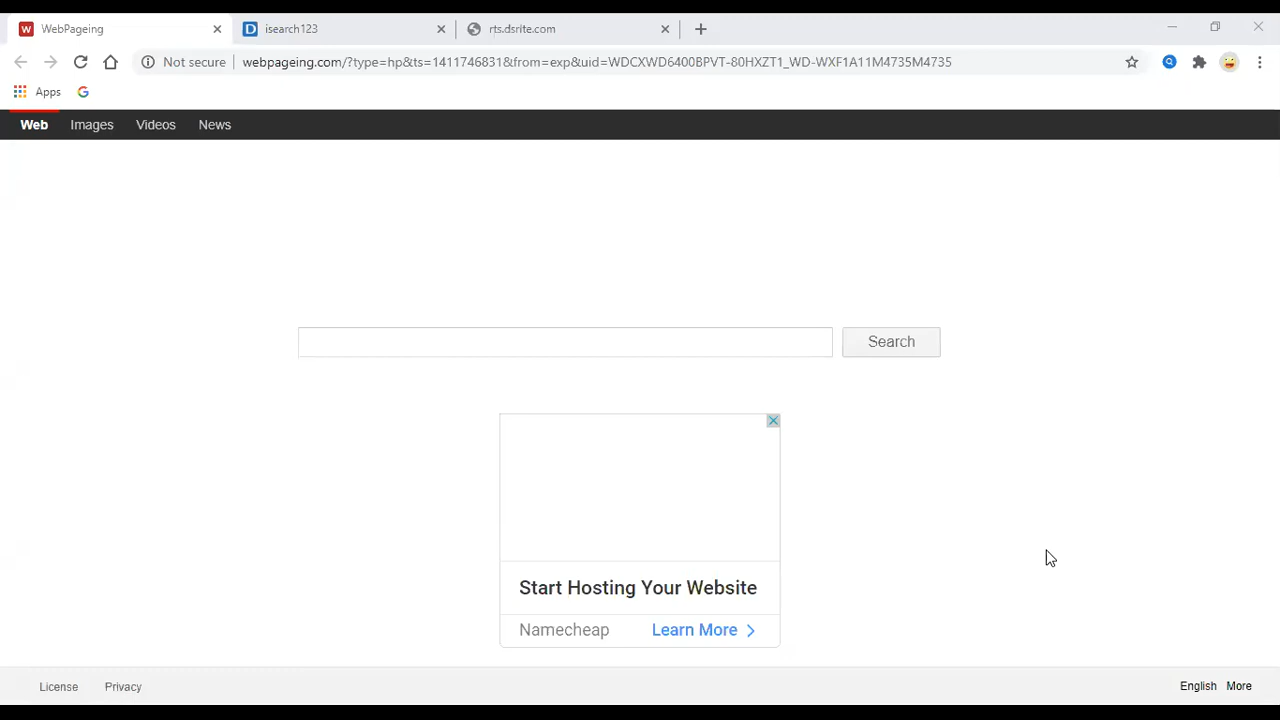 W WebPageing D isearch123 rts.dsrite.com
Not secure webpageing.com/?type=hp&ts=1411746831&from=exp&uid=WDCXWD6400BPVT-80HXZT1_WD-WXF1A11M4735M4735
Apps G
Web Images Videos News
Search
Start Hosting Your Website
Namecheap Learn More
License Privacy English More